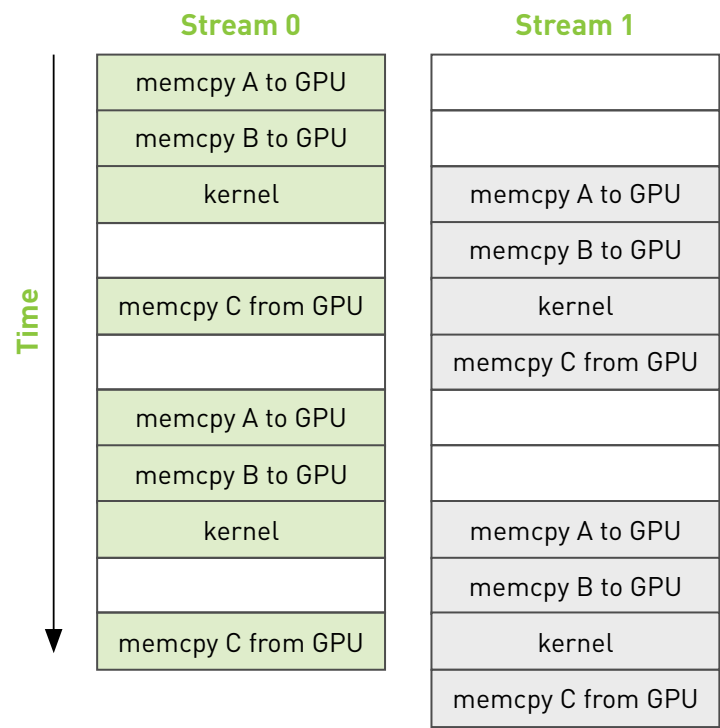 Stream 0
memcpy A to GPU
memcpy B to GPU
kernel
memcpy C from GPU
memcpy A to GPU
memcpy B to GPU
kernel
memcpy C from GPU
Stream 1
memcpy A to GPU
memcpy B to GPU
kernel
memcpy C from GPU
memcpy A to GPU
memcpy B to GPU
kernel
memcpy C from GPU
Time